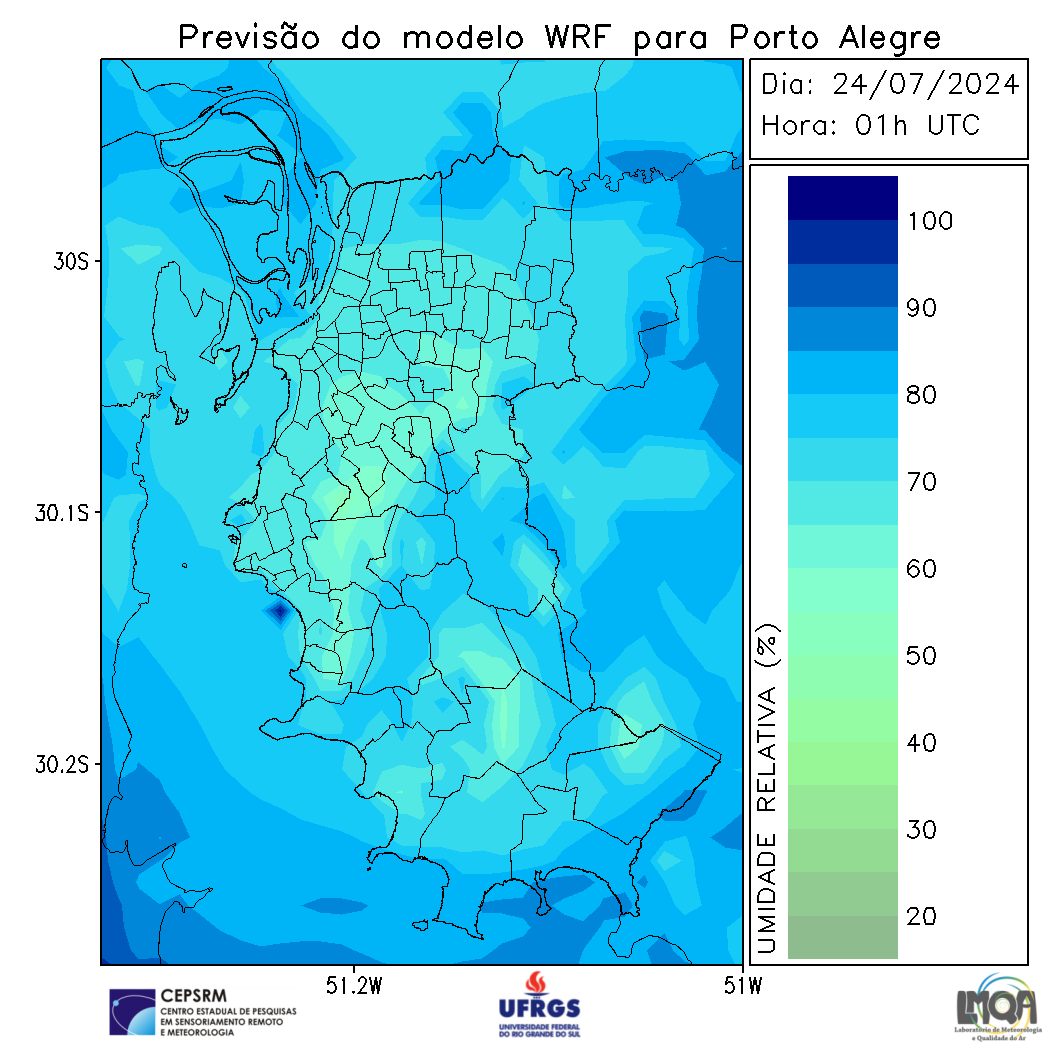 Previsão do modelo WRF para Porto Alegre
Dia: 24/07/2024
Hora: 01h UTC
30S
30.1S
30.2S
51.2W
51W
UMIDADE RELATIVA (%)
100
90
80
70
60
50
40
30
20
CEPSRM
CENTRO ESTADUAL DE PESQUISAS
EM SENSORIAMENTO REMOTO
E METEOROLOGIA
UFRGS
UNIVERSIDADE FEDERAL
DO RIO GRANDE DO SUL
LMQA
Laboratório de Meteorologia
e Qualidade do Ar